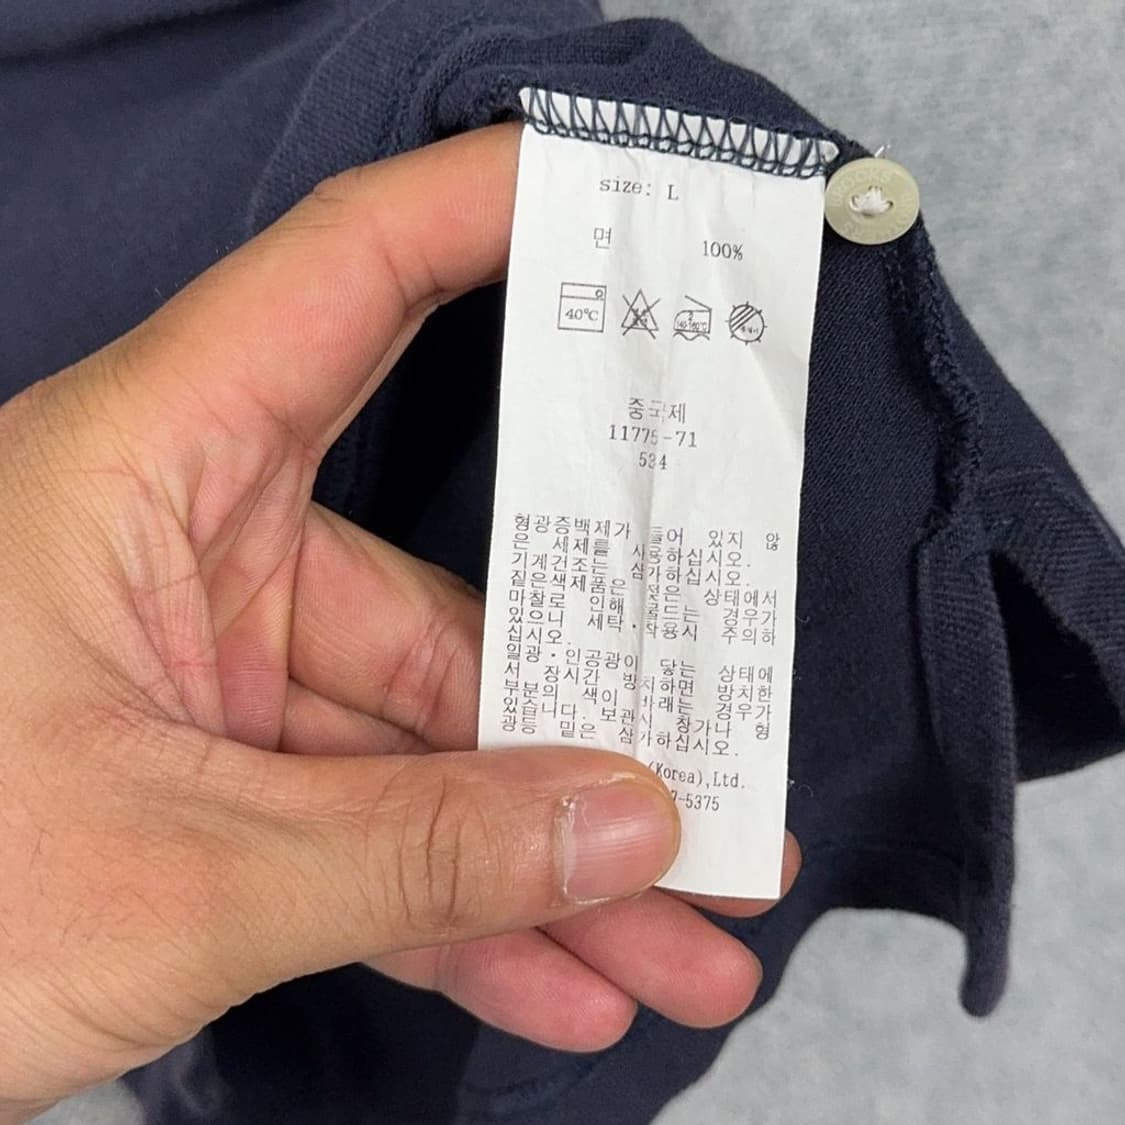 size: L
면 100%
40℃
2
140-160℃
중국제
11775-71
534
형광증백제가 들어 있지 않
은 세제를 사용하십시오.
기계건조는 삼가하십시오.
짙은색제품은 젖은 상태에서
마찰로 인해 물드는 경우가
있으니 세탁·착용시 주의하
십시오.
일광·인공광이 닿는 상태에
서 장시간 방치하면 방치한
부분의 색이 바래는 경우가
있습니다. 보관시 창가나 형
광등 밑은 삼가하십시오.
(Korea),Ltd.
7-5375
BROOKS